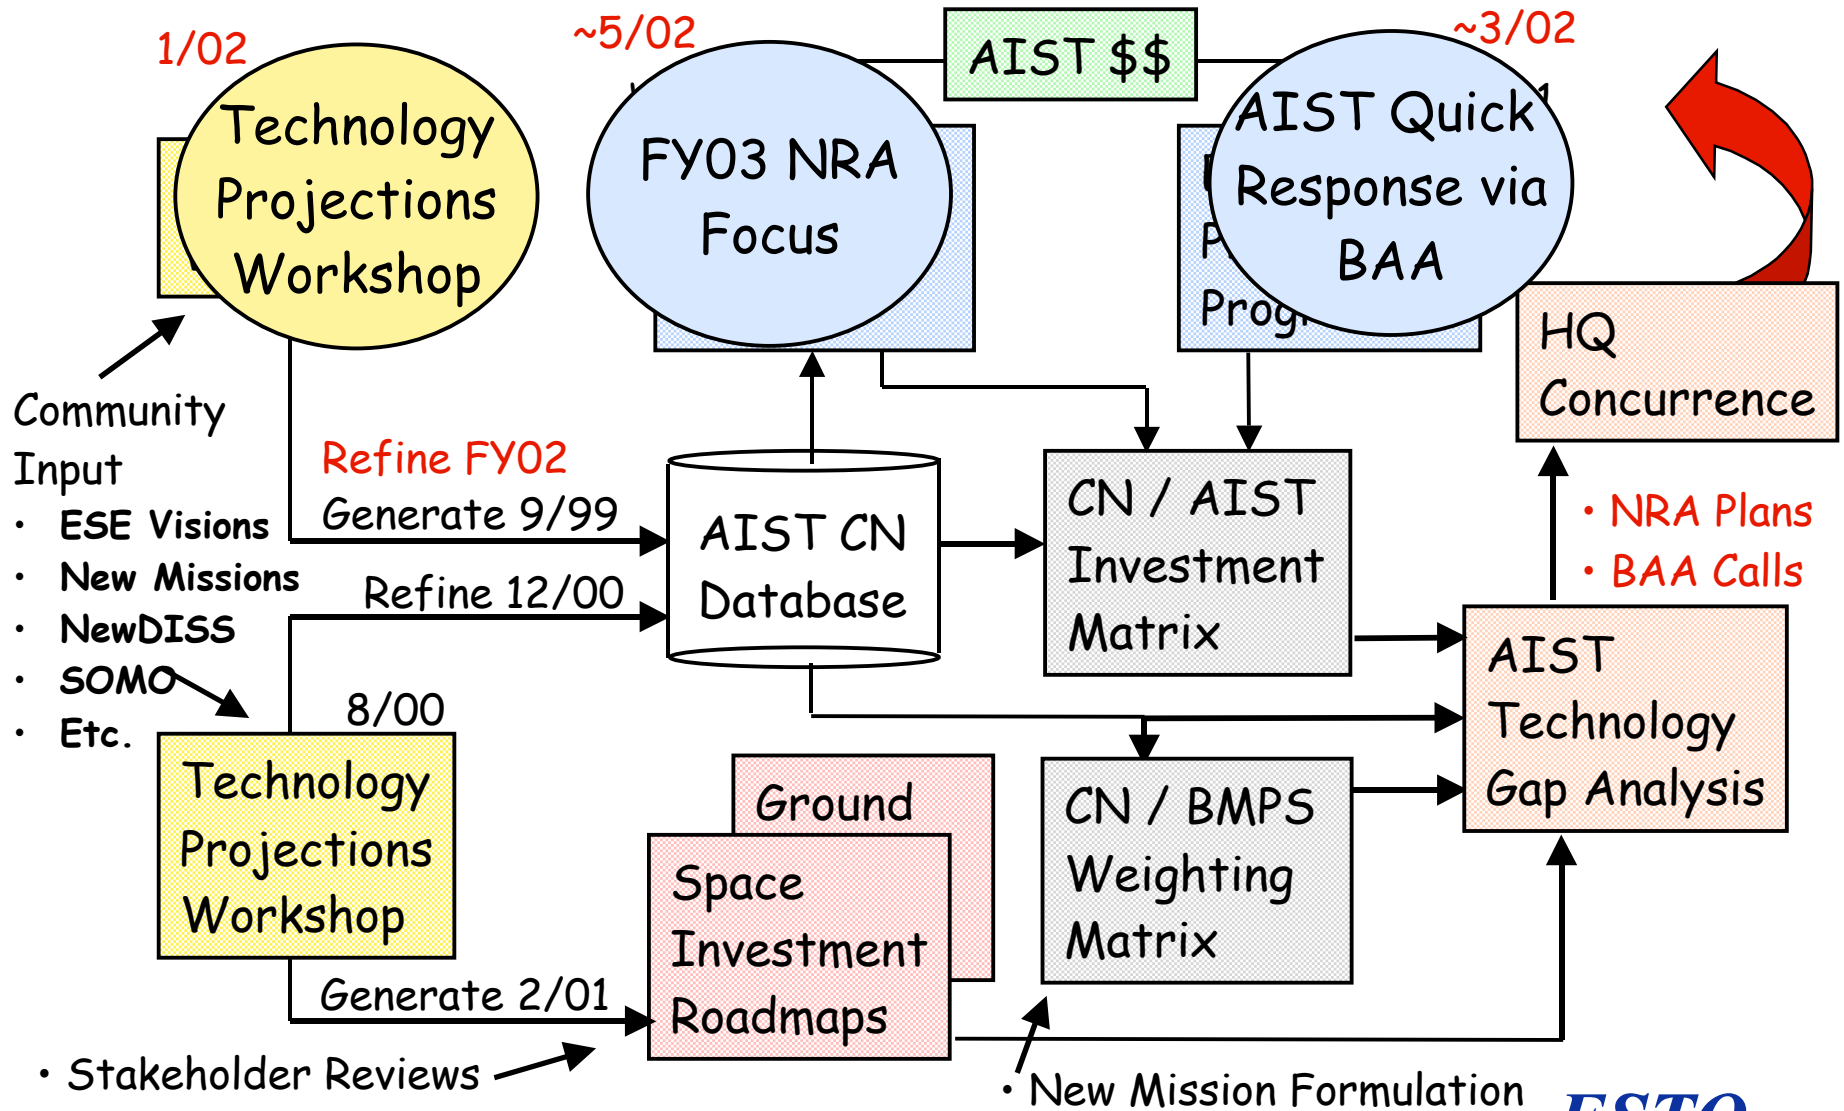 1/02
~5/02
~3/02
AIST $$
Technology
Projections
Workshop
FY03 NRA
Focus
AIST Quick
Response via
BAA
HQ
Concurrence
Community
Input
• ESE Visions
• New Missions
• NewDISS
• SOMO
• Etc.
Refine FY02
Generate 9/99
Refine 12/00
AIST CN
Database
CN / AIST
Investment
Matrix
• NRA Plans
• BAA Calls
AIST
Technology
Gap Analysis
8/00
Technology
Projections
Workshop
Generate 2/01
Ground
Space
Investment
Roadmaps
CN / BMPS
Weighting
Matrix
• Stakeholder Reviews
• New Mission Formulation
ESTO